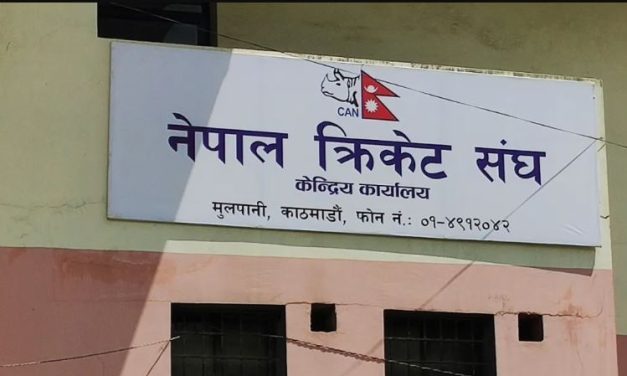 CAN
नेपाल क्रिकेट संघ
केन्द्रिय कार्यालय
मुलपानी, काठमाडौं, फोन नं.: ०१-४९१२०४२